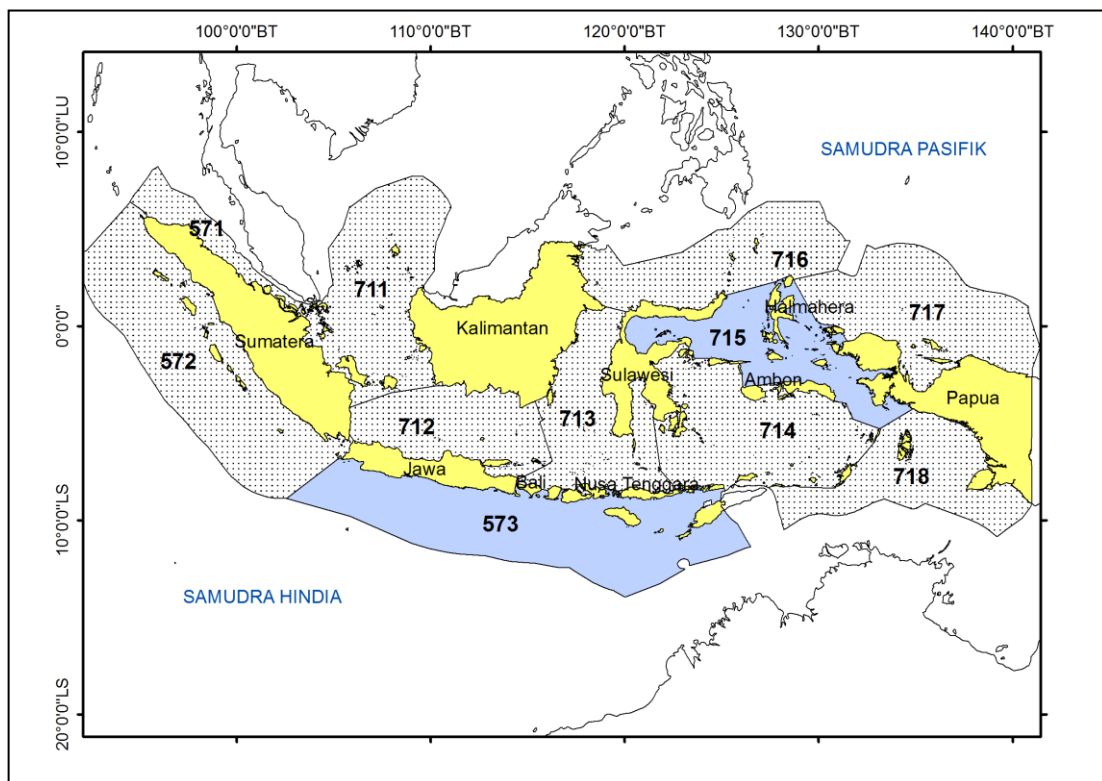 100°0'0"BT
110°0'0"BT
120°0'0"BT
130°0'0"BT
140°0'0"BT
10°0'0"LU
SAMUDRA PASIFIK
571
716
711
Halmahera
717
0°0'0"
Kalimantan
715
Sumatera
572
Sulawesi
Ambon
Papua
712
713
714
Jawa
718
Bali
Nusa Tenggara
10°0'0"LS
573
SAMUDRA HINDIA
20°0'0"LS